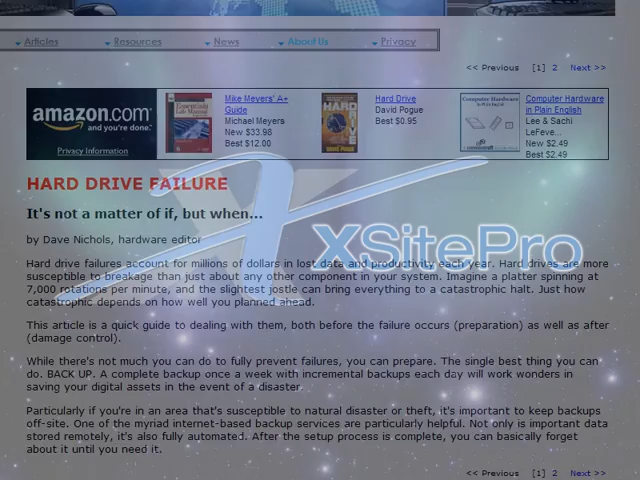 Articles Resources News About Us Privacy
<< Previous [1] 2 Next >>
amazon.com
and you're done.
Privacy Information
Mike Meyers' A+
Guide
Michael Meyers
New $33.98
Best $12.00
HARD DRIVE
Hard Drive
David Pogue
Best $0.95
Computer Hardware
Computer Hardware
in Plain English
Lee & Sachi
LeFeve...
New $2.49
Best $2.49
HARD DRIVE FAILURE
It's not a matter of if, but when...
by Dave Nichols, hardware editor
XSitePro
Hard drive failures account for millions of dollars in lost data and productivity each year. Hard drives are more
susceptible to breakage than just about any other component in your system. Imagine a platter spinning at
7,000 rotations per minute, and the slightest jostle can bring everything to a catastrophic halt. Just how
catastrophic depends on how well you planned ahead.
This article is a quick guide to dealing with them, both before the failure occurs (preparation) as well as after
(damage control).
While there's not much you can do to fully prevent failures, you can prepare. The single best thing you can
do. BACK UP. A complete backup once a week with incremental backups each day will work wonders in
saving your digital assets in the event of a disaster.
Particularly if you're in an area that's susceptible to natural disaster or theft, it's important to keep backups
off-site. One of the myriad internet-based backup services are particularly helpful. Not only is important data
stored remotely, it's also fully automated. After the setup process is complete, you can basically forget
about it until you need it.
<< Previous [1] 2 Next >>